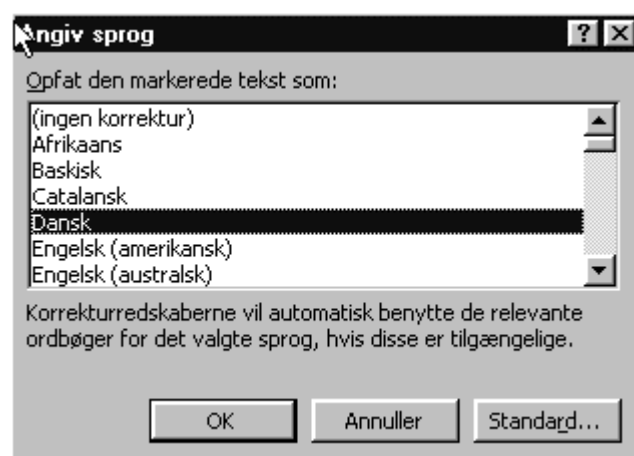 Angiv sprog
Opfat den markerede tekst som:
(ingen korrektur)
Afrikaans
Baskisk
Catalansk
Dansk
Engelsk (amerikansk)
Engelsk (australsk)
Korrekturredskaberne vil automatisk benytte de relevante
ordbøger for det valgte sprog, hvis disse er tilgængelige.
OK Annuller Standard...